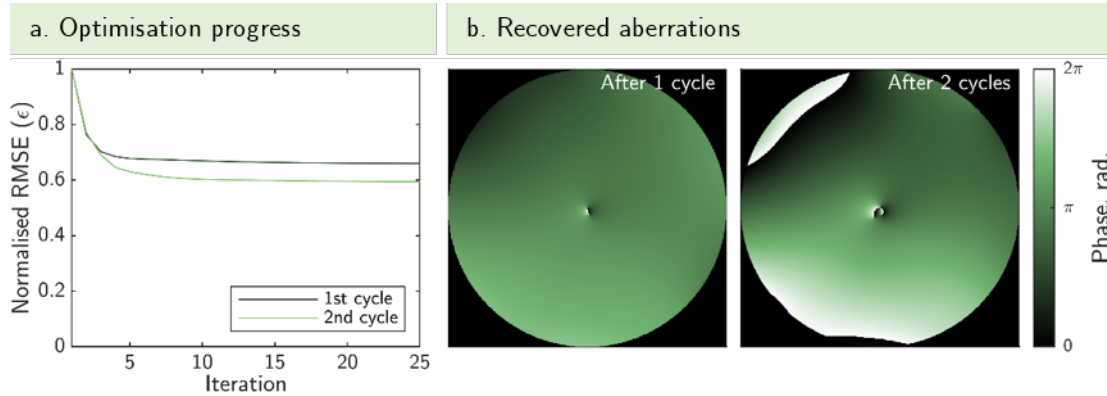 a. Optimisation progress
b. Recovered aberrations
1
0.8
0.6
0.4
0.2
0
Normalised RMSE (ϵ)
5
10
15
20
25
Iteration
1st cycle
2nd cycle
After 1 cycle
After 2 cycles
2π
π
0
Phase, rad.